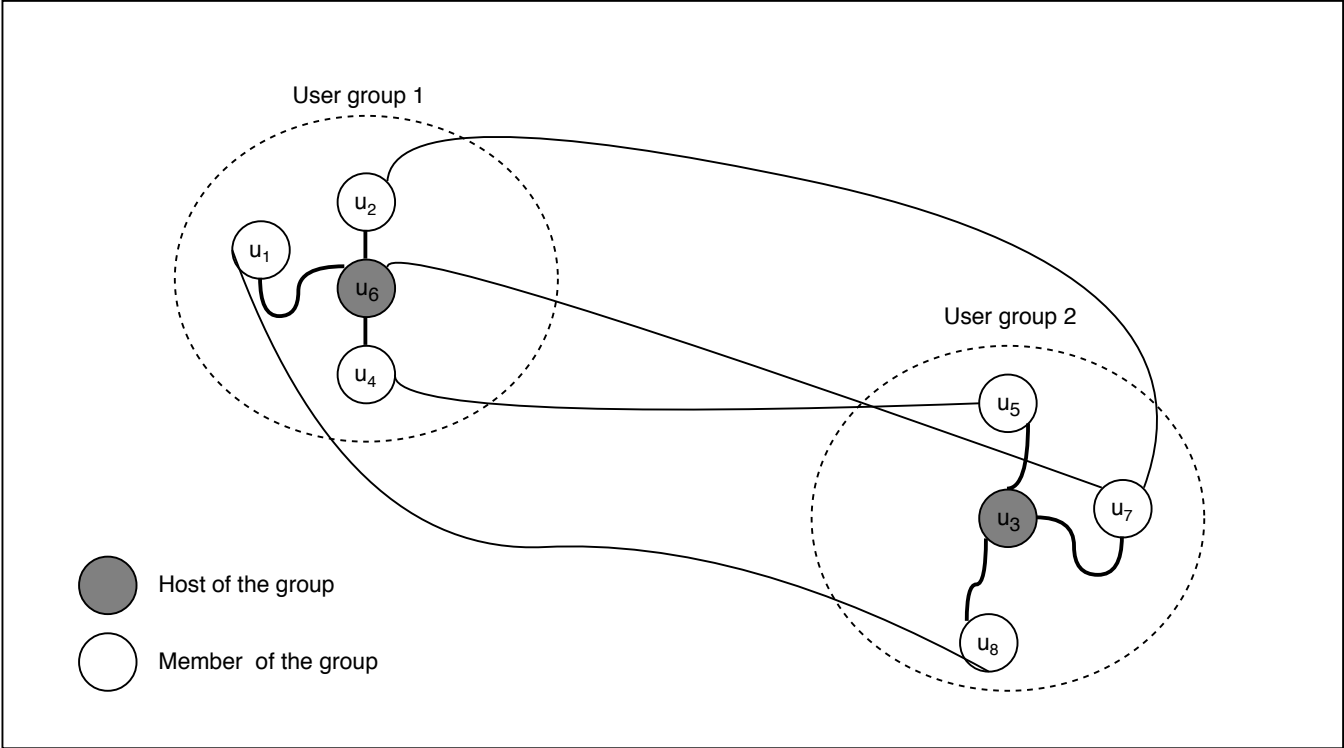 User group 1
u2
u1
u6
User group 2
u4
u5
u7
u3
Host of the group
u8
Member of the group